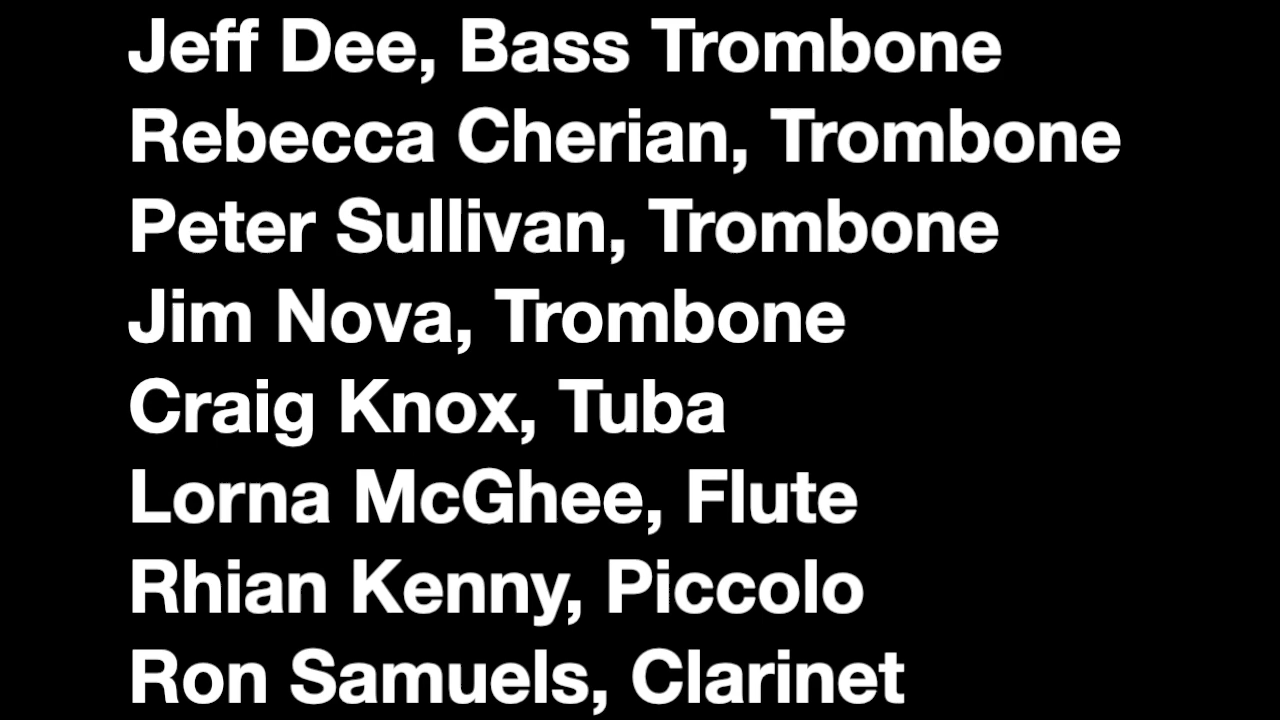 Jeff Dee, Bass Trombone
Rebecca Cherian, Trombone
Peter Sullivan, Trombone
Jim Nova, Trombone
Craig Knox, Tuba
Lorna McGhee, Flute
Rhian Kenny, Piccolo
Ron Samuels, Clarinet